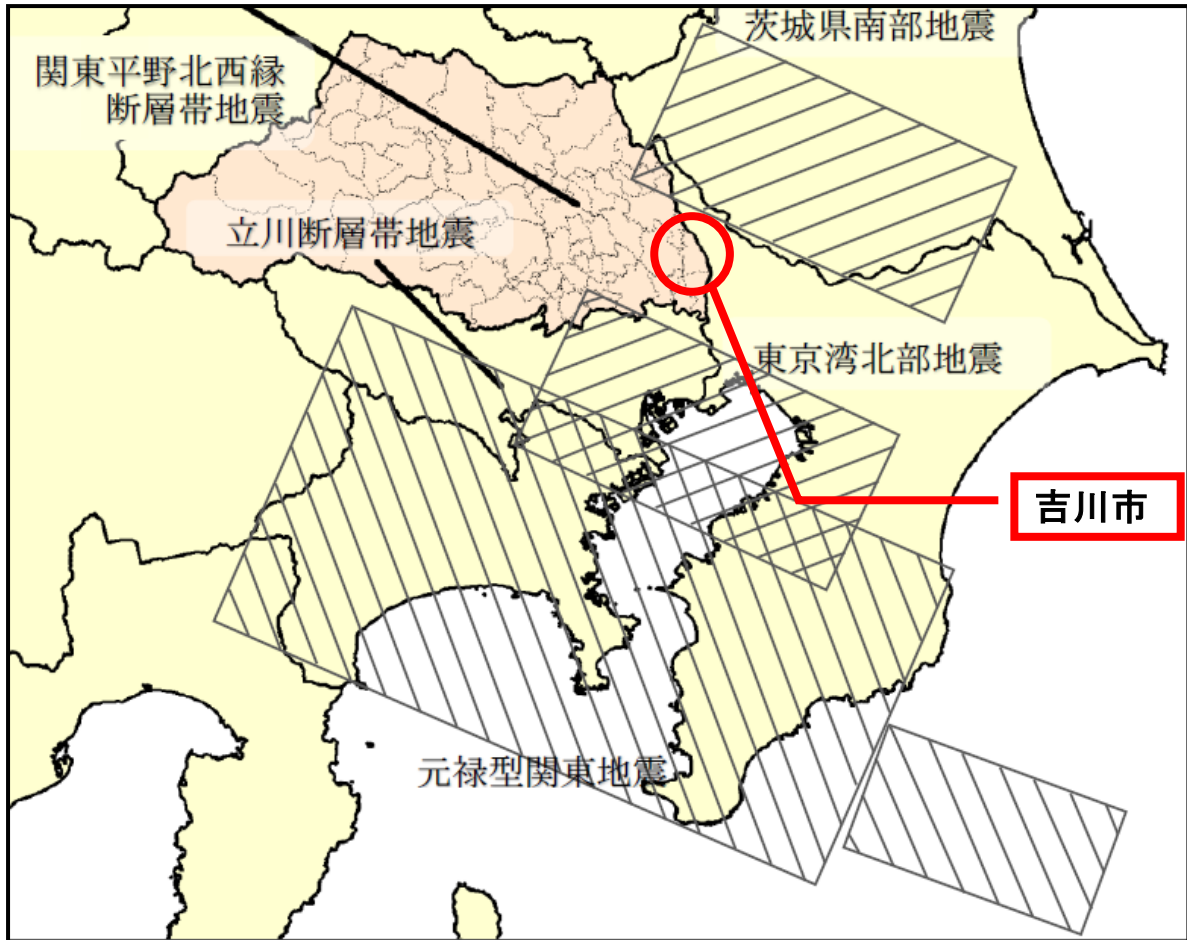 茨城県南部地震
関東平野北西縁
断層帯地震
立川断層帯地震
東京湾北部地震
吉川市
元禄型関東地震